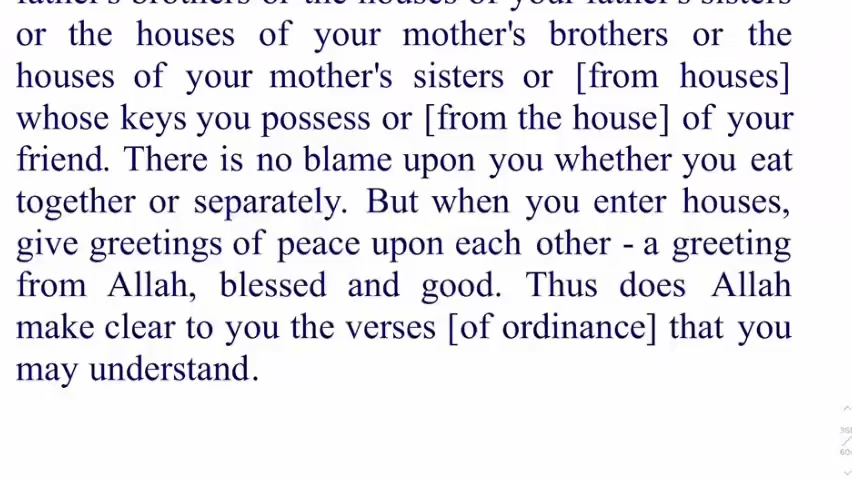 father's brothers or the houses of your father's sisters
or the houses of your mother's brothers or the
houses of your mother's sisters or [from houses]
whose keys you possess or [from the house] of your
friend. There is no blame upon you whether you eat
together or separately. But when you enter houses,
give greetings of peace upon each other - a greeting
from Allah, blessed and good. Thus does Allah
make clear to you the verses [of ordinance] that you
may understand.